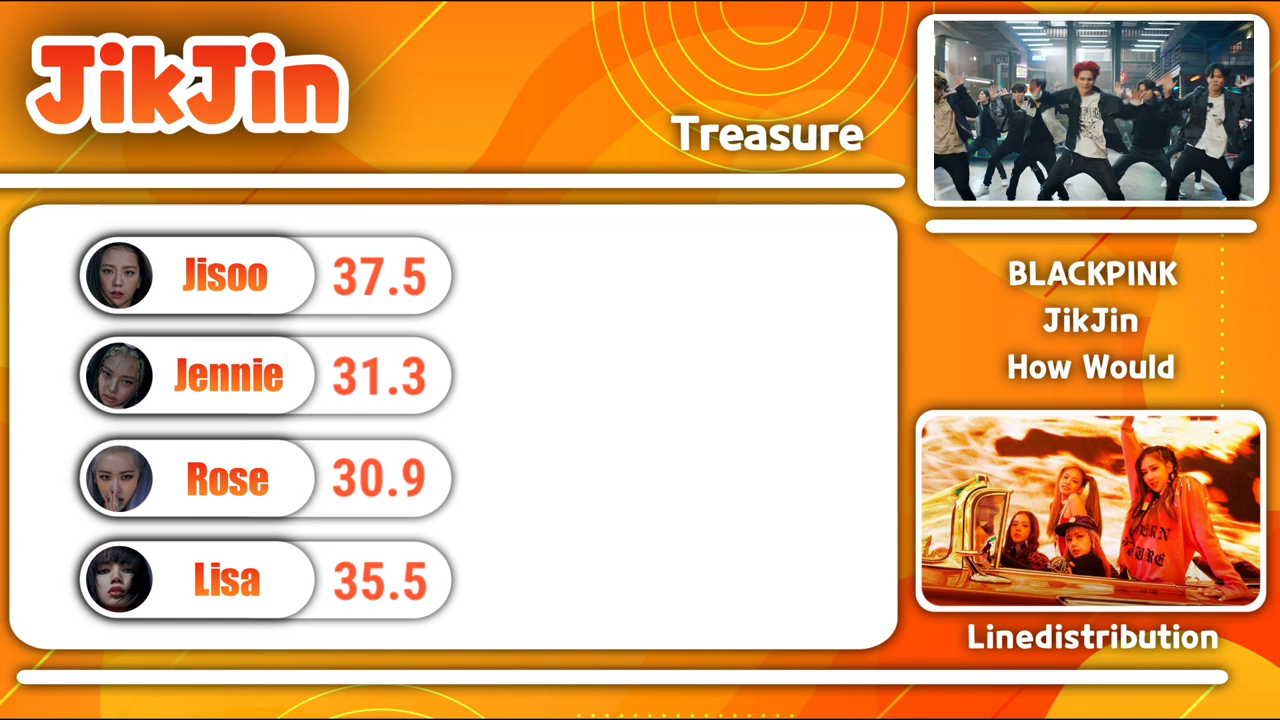 JikJin
Treasure
Jisoo 37.5
Jennie 31.3
Rose 30.9
Lisa 35.5
BLACKPINK
JikJin
How Would
Linedistribution